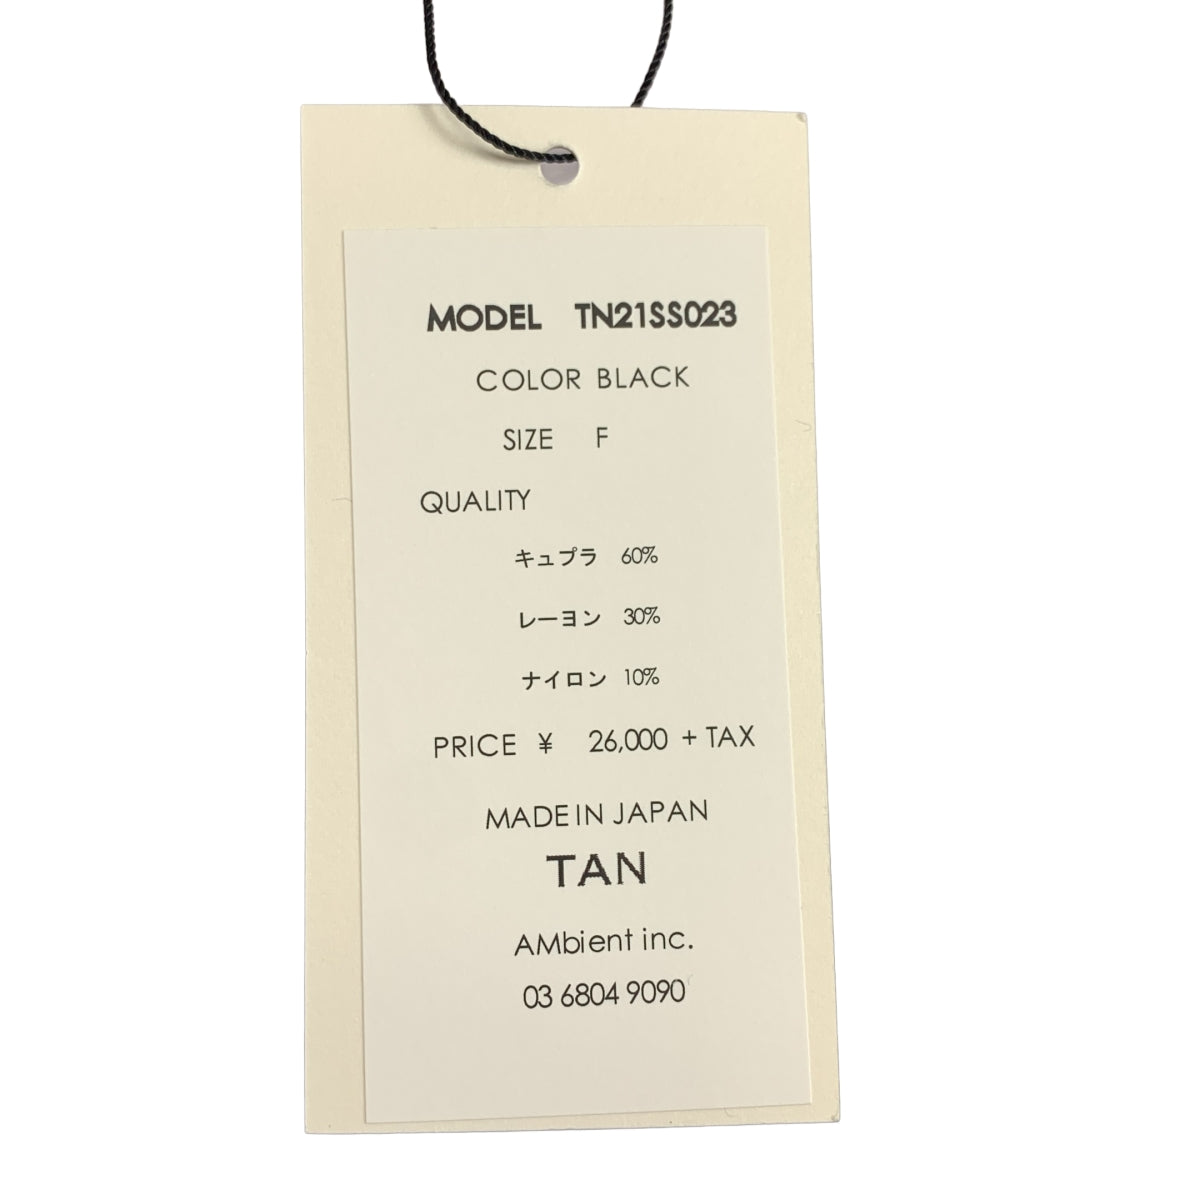 MODEL TN21SS023
COLOR BLACK
SIZE F
QUALITY
キュプラ 60%
レーヨン 30%
ナイロン 10%
PRICE ¥ 26,000 + TAX
MADE IN JAPAN
TAN
AMbient inc.
03 6804 9090